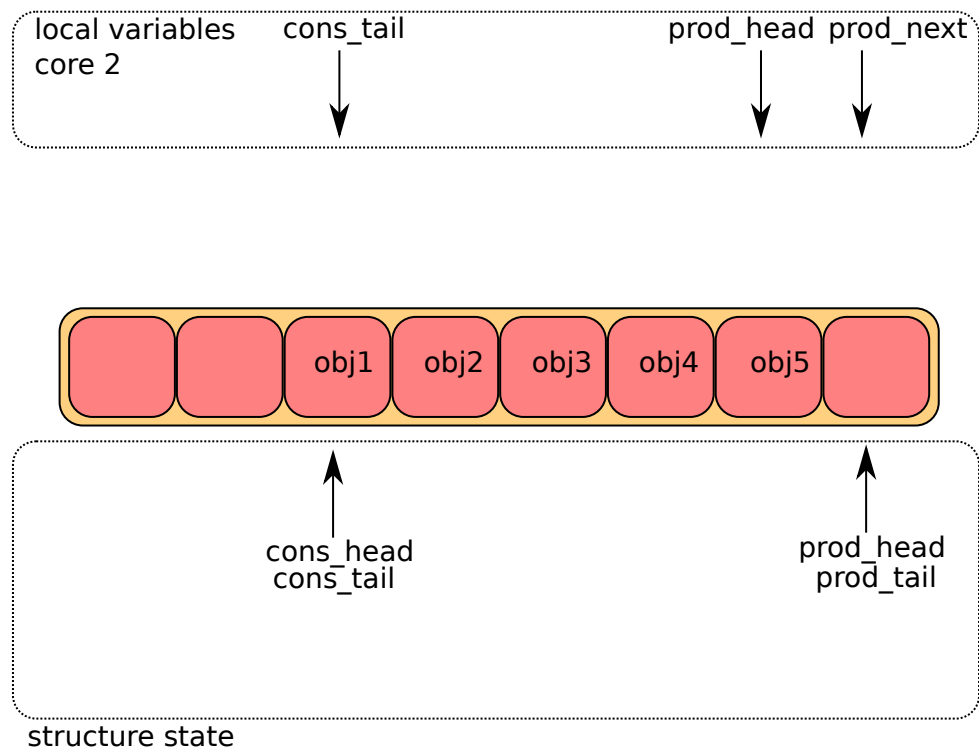 local variables
core 2
cons_tail
prod_head
prod_next
obj1
obj2
obj3
obj4
obj5
cons_head
cons_tail
prod_head
prod_tail
structure state